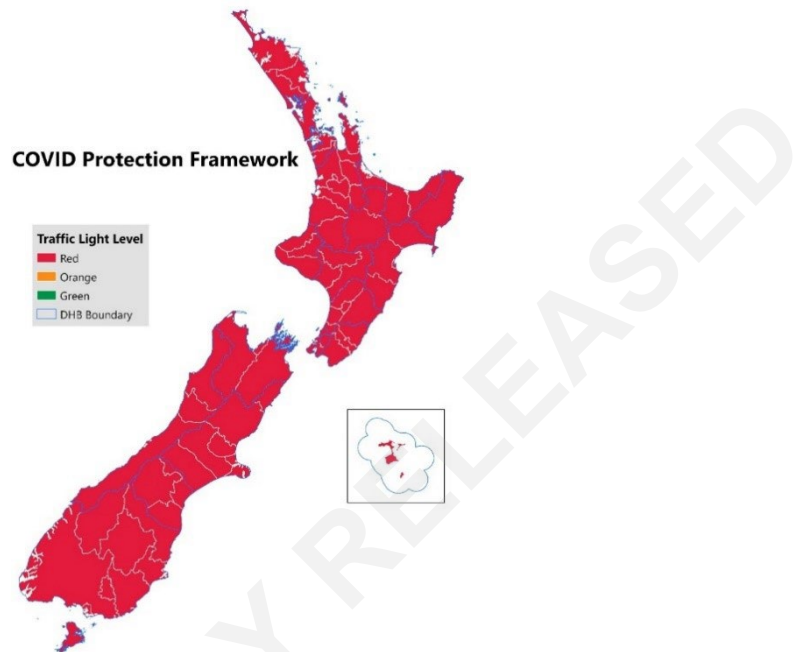 COVID Protection Framework
Traffic Light Level
Red
Orange
Green
DHB Boundary
Y RELEASED